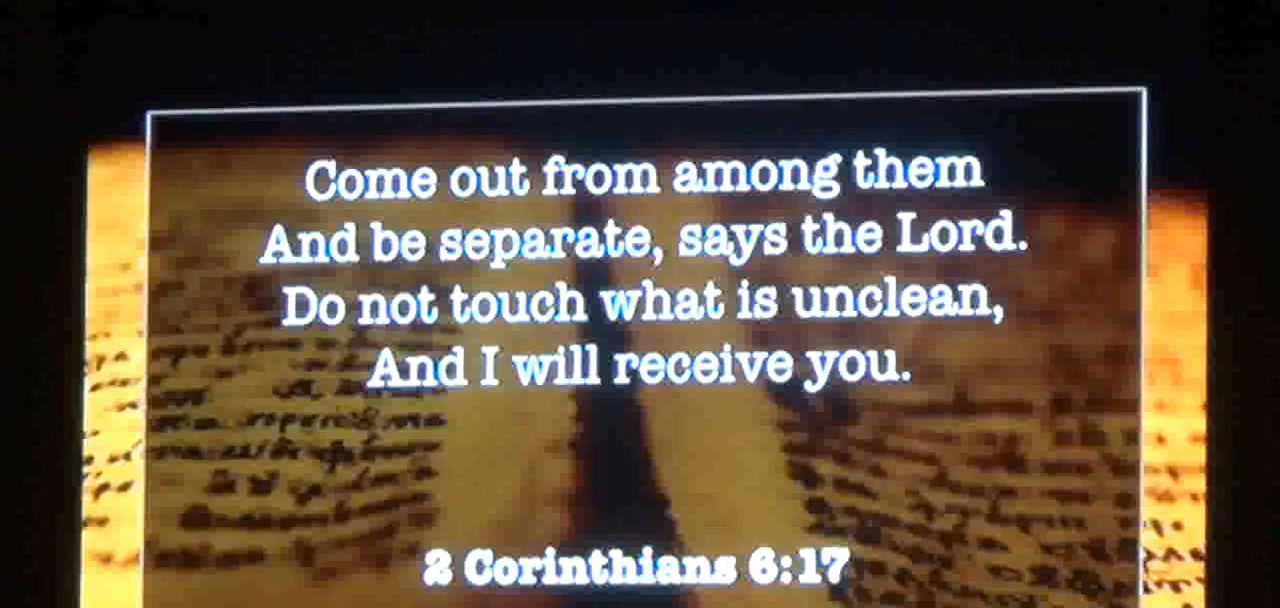 Come out from among them
And be separate, says the Lord.
Do not touch what is unclean,
And I will receive you.
2 Corinthians 6:17